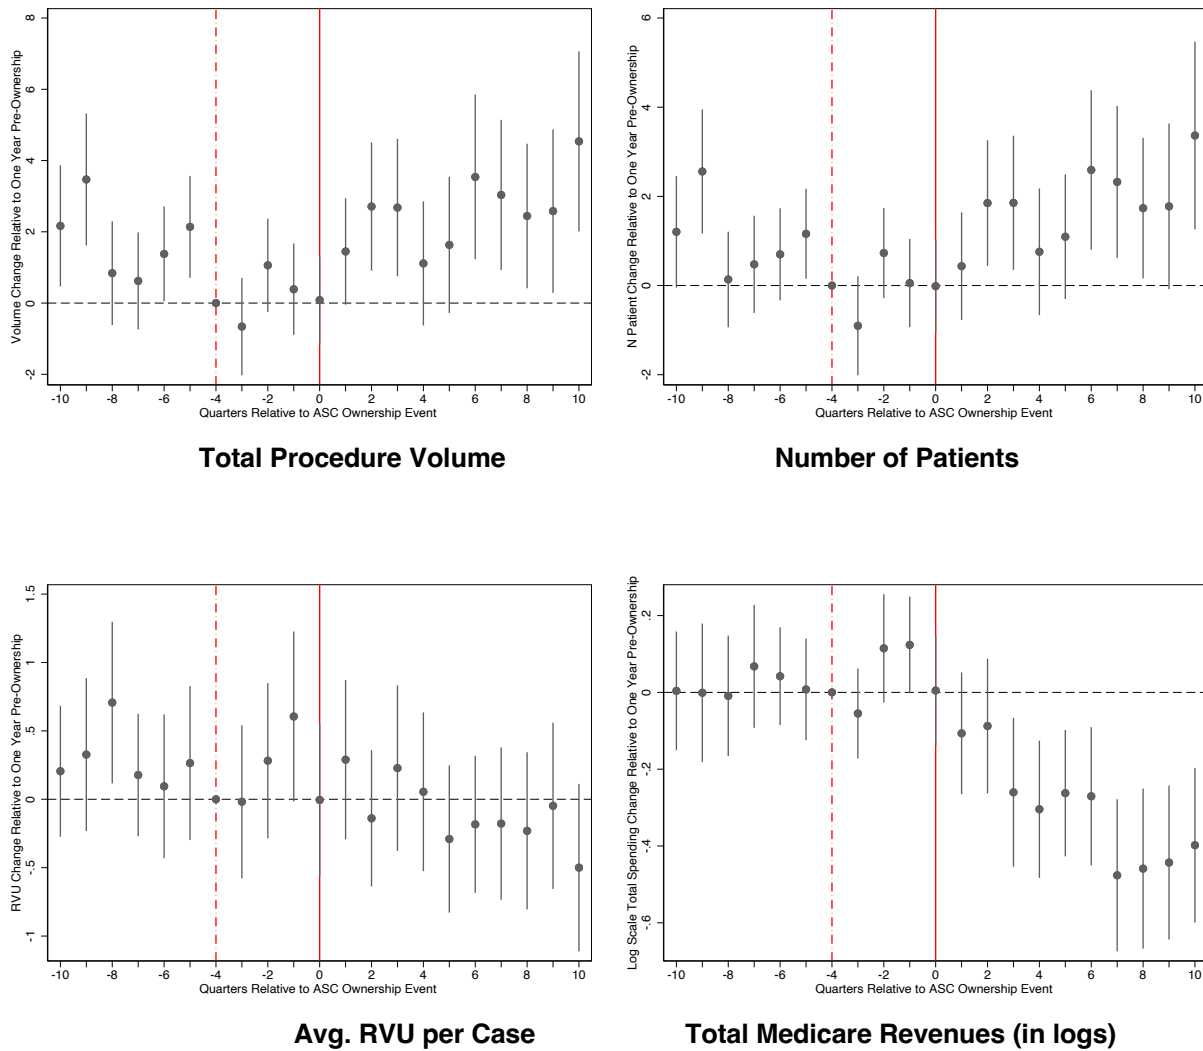 Volume Change Relative to One Year Pre-Ownership
8
6
4
2
0
-2
-10 -8 -6 -4 -2 0 2 4 6 8 10
Quarters Relative to ASC Ownership Event
Total Procedure Volume
N Patient Change Relative to One Year Pre-Ownership
6
4
2
0
-2
-10 -8 -6 -4 -2 0 2 4 6 8 10
Quarters Relative to ASC Ownership Event
Number of Patients
RVU Change Relative to One Year Pre-Ownership
1.5
1
.5
0
-.5
-1
-10 -8 -6 -4 -2 0 2 4 6 8 10
Quarters Relative to ASC Ownership Event
Avg. RVU per Case
Log Scale Total Spending Change Relative to One Year Pre-Ownership
.2
0
-.2
-.4
-.6
-10 -8 -6 -4 -2 0 2 4 6 8 10
Quarters Relative to ASC Ownership Event
Total Medicare Revenues (in logs)